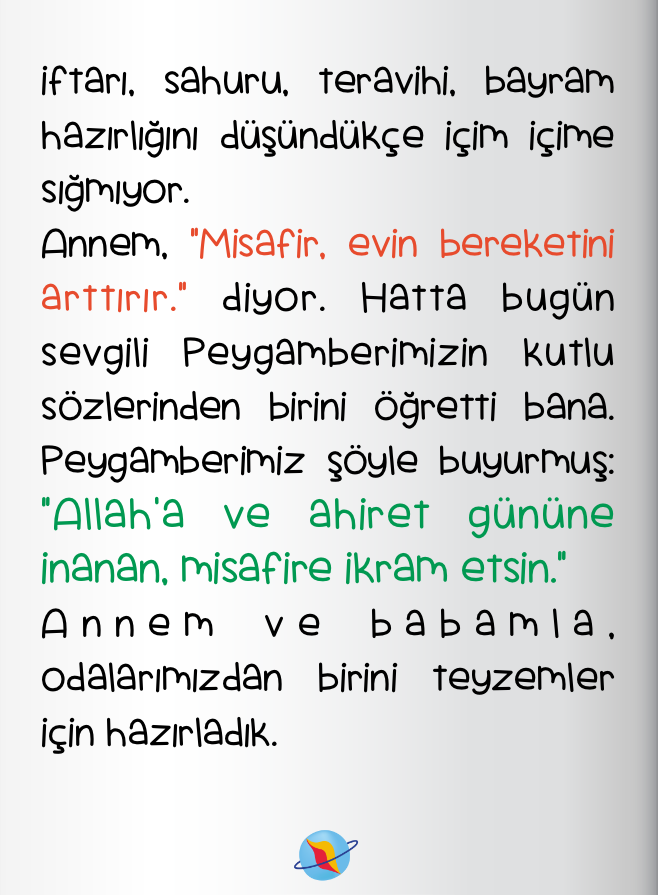 iftarı, sahuru, teravihi, bayram
hazırlığını düşündükçe içim içime
sığmıyor.
Annem, "Misafir, evin bereketini
arttırır." diyor. Hatta bugün
sevgili Peygamberimizin kutlu
sözlerinden birini öğretti bana.
Peygamberimiz şöyle buyurmuş:
"Allah'a ve ahiret gününe
inanan, misafire ikram etsin."
Annem ve babamla,
odalarımızdan birini teyzemler
için hazırladık.